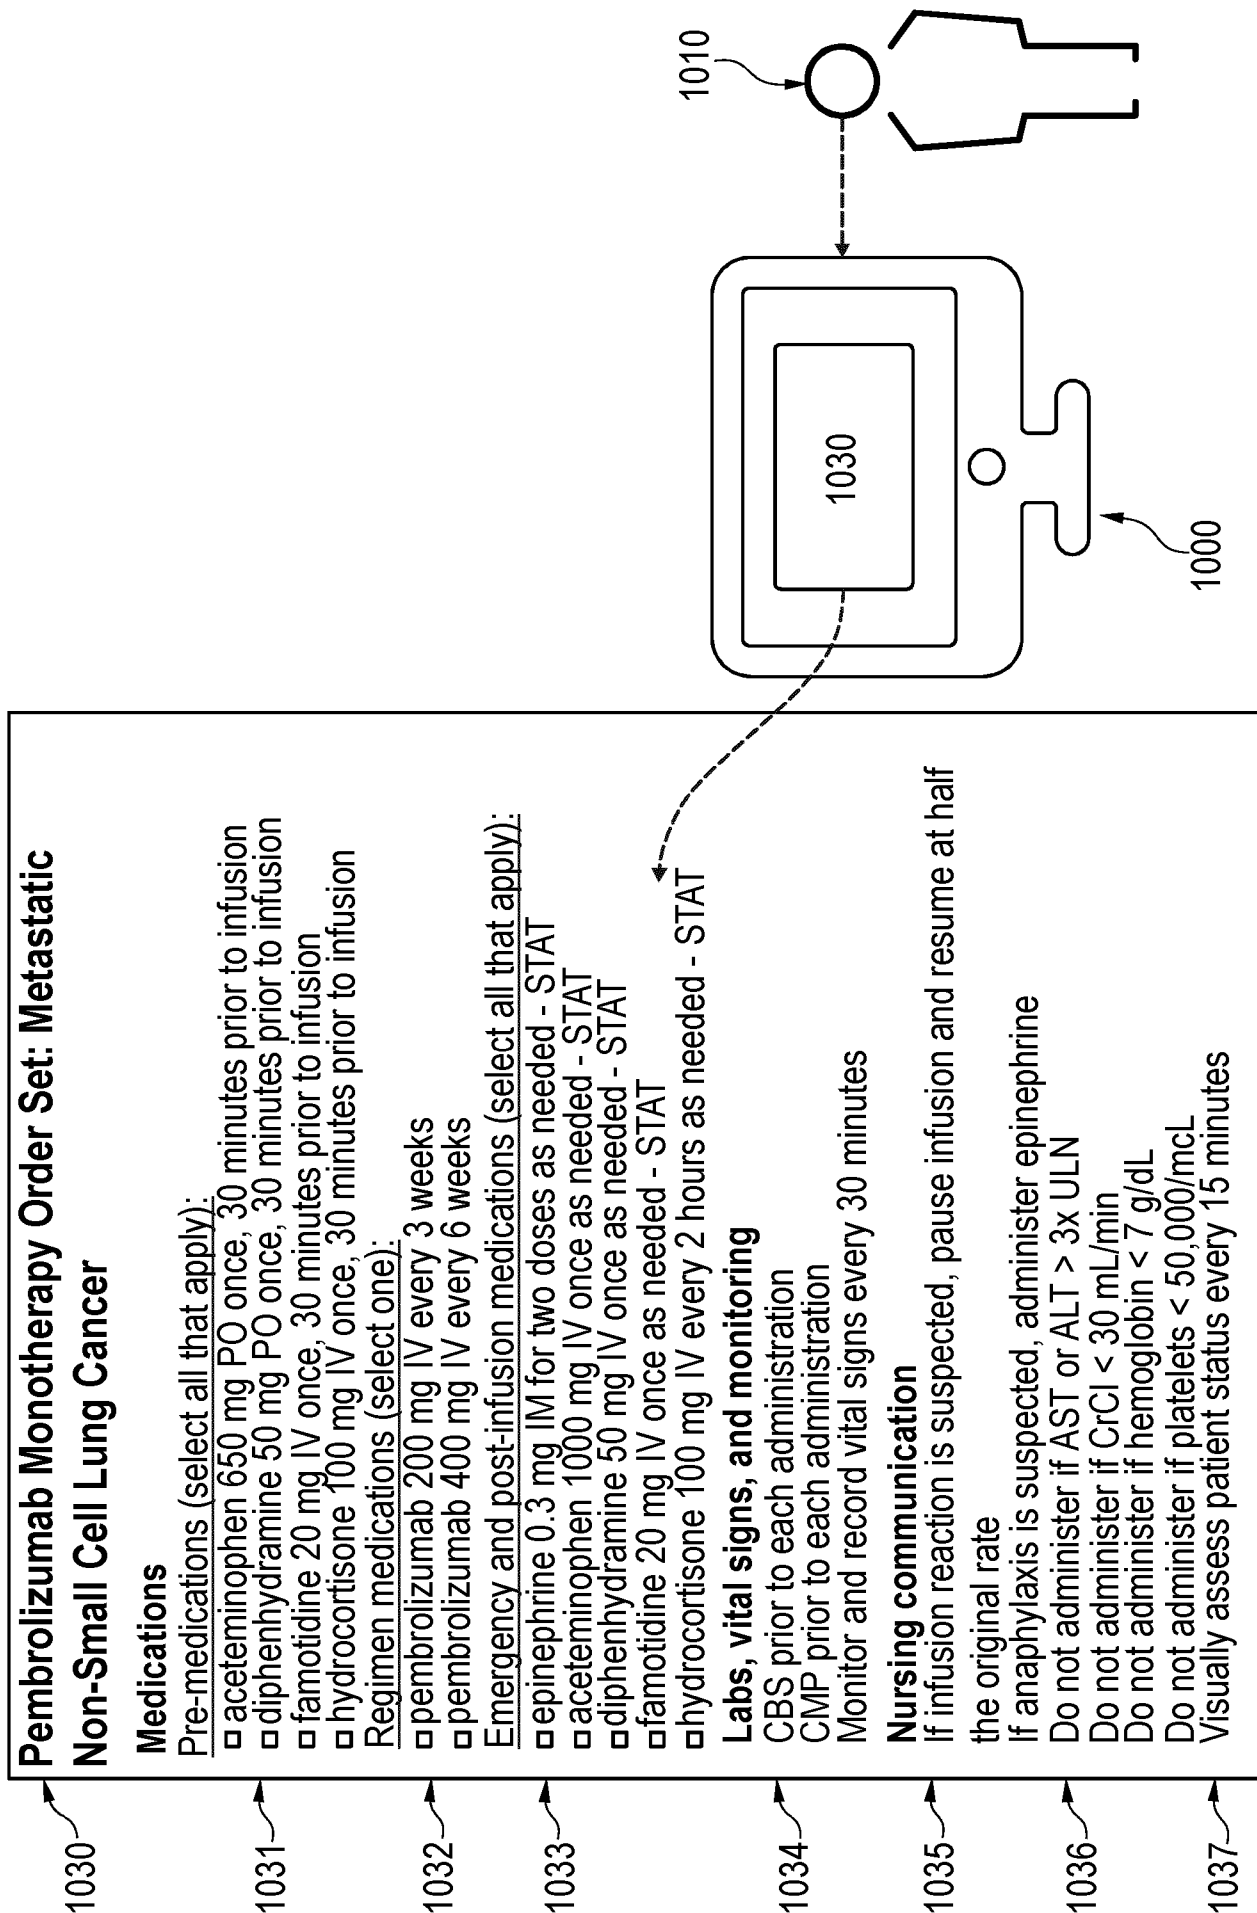 Pembrolizumab Monotherapy Order Set: Metastatic
Non-Small Cell Lung Cancer
Medications
Pre-medications (select all that apply):
aceteminophen 650 mg PO once, 30 minutes prior to infusion
diphenhydramine 50 mg PO once, 30 minutes prior to infusion
famotidine 20 mg IV once, 30 minutes prior to infusion
hydrocortisone 100 mg IV once, 30 minutes prior to infusion
Regimen medications (select one):
pembrolizumab 200 mg IV every 3 weeks
pembrolizumab 400 mg IV every 6 weeks
Emergency and post-infusion medications (select all that apply):
epinephrine 0.3 mg IM for two doses as needed - STAT
aceteminophen 1000 mg IV once as needed - STAT
diphenhydramine 50 mg IV once as needed - STAT
famotidine 20 mg IV once as needed - STAT
hydrocortisone 100 mg IV every 2 hours as needed - STAT
Labs, vital signs, and monitoring
CBS prior to each administration
CMP prior to each administration
Monitor and record vital signs every 30 minutes
Nursing communication
If infusion reaction is suspected, pause infusion and resume at half
the original rate
If anaphylaxis is suspected, administer epinephrine
Do not administer if AST or ALT > 3x ULN
Do not administer if CrCl < 30 mL/min
Do not administer if hemoglobin < 7 g/dL
Do not administer if platelets < 50,000/mcL
Visually assess patient status every 15 minutes
1030
1031
1032
1033
1034
1035
1036
1037
1030
1000
1010